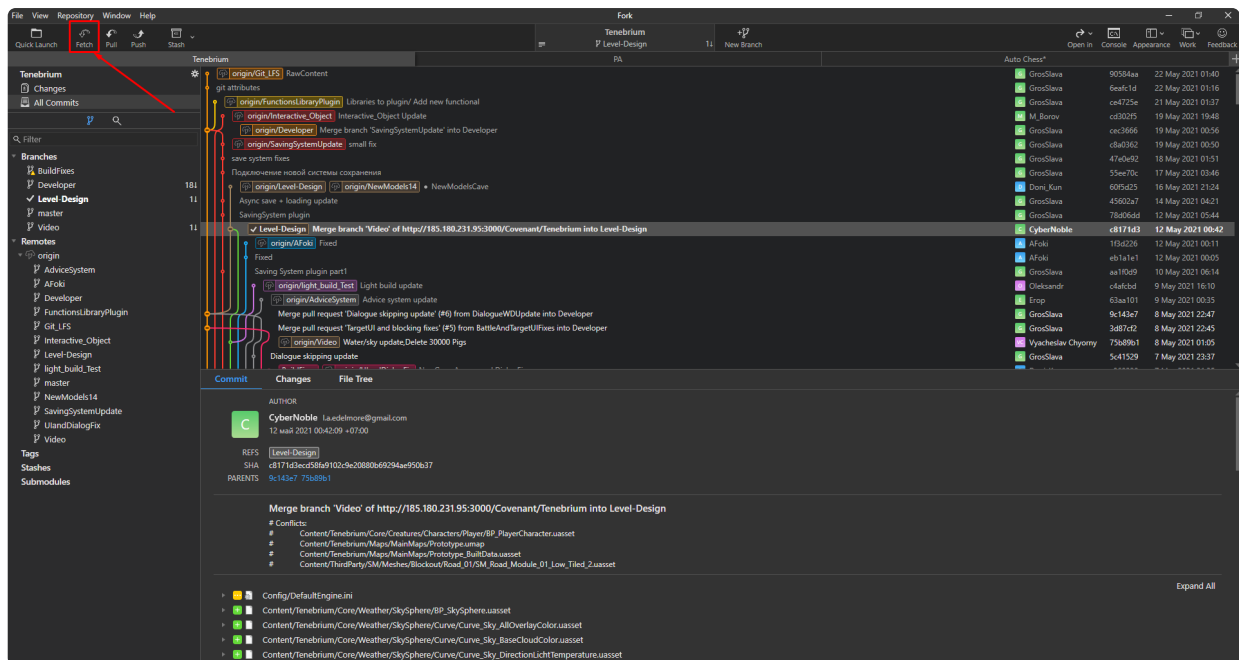 File View Repository Window Help
Fork
Quick Launch Fetch Pull Push Stash
Tenebrium
Level-Design 1↓
New Branch
Open in Console Appearance Work Feedback
Tenebrium PA Auto Chess*
Tenebrium
Changes
All Commits
Filter
Branches
BuildFixes
Developer 18↓
Level-Design 1↓
master
Video 1↓
Remotes
origin
AdviceSystem
AFoki
Developer
FunctionsLibraryPlugin
Git_LFS
Interactive_Object
Level-Design
light_build_Test
master
NewModels14
SavingSystemUpdate
UIandDialogFix
Video
Tags
Stashes
Submodules
origin/Git_LFS RawContent GrosSlava 90584aa 22 May 2021 01:40
git attributes GrosSlava 6eafc1d 22 May 2021 01:16
origin/FunctionsLibraryPlugin Libraries to plugin/ Add new functional GrosSlava ce4725e 21 May 2021 01:37
origin/Interactive_Object Interactive_Object Update M_Borov cd302f5 19 May 2021 19:48
origin/Developer Merge branch 'SavingSystemUpdate' into Developer GrosSlava cec3666 19 May 2021 00:56
origin/SavingSystemUpdate small fix GrosSlava c8a0362 19 May 2021 00:50
save system fixes GrosSlava 47e0e92 18 May 2021 01:51
Подключение новой системы сохранения GrosSlava 55ee70c 17 May 2021 03:46
origin/Level-Design origin/NewModels14 • NewModelsCave Doni_Kun 60f5d25 16 May 2021 21:24
Async save + loading update GrosSlava 45602a7 14 May 2021 04:21
SavingSystem plugin GrosSlava 78d06dd 12 May 2021 05:44
Level-Design Merge branch 'Video' of http://185.180.231.95:3000/Covenant/Tenebrium into Level-Design CyberNoble c8171d3 12 May 2021 00:42
origin/AFoki Fixed AFoki 1f3d226 12 May 2021 00:11
Fixed AFoki eb1a1e1 12 May 2021 00:05
Saving System plugin part1 GrosSlava aa1f0d9 10 May 2021 06:14
origin/light_build_Test Light build update Oleksandr c4afcbd 9 May 2021 16:10
origin/AdviceSystem Advice system update Erop 63aa101 9 May 2021 00:35
Merge pull request 'Dialogue skipping update' (#6) from DialogueWDUpdate into Developer GrosSlava 9c143e7 8 May 2021 22:47
Merge pull request 'TargetUI and blocking fixes' (#5) from BattleAndTargetUIFixes into Developer GrosSlava 3d87cf2 8 May 2021 22:45
origin/Video Water/sky update,Delete 30000 Pigs Vyacheslav Chyorny 75b89b1 8 May 2021 01:05
Dialogue skipping update GrosSlava 5c41529 7 May 2021 23:37
Commit Changes File Tree
AUTHOR
C
CyberNoble l.a.edelmore@gmail.com
12 май 2021 00:42:09 +07:00
REFS Level-Design
SHA c8171d3ecd58fa9102c9e20880b69294ae950b37
PARENTS 9c143e7 75b89b1
Merge branch 'Video' of http://185.180.231.95:3000/Covenant/Tenebrium into Level-Design
# Conflicts:
# Content/Tenebrium/Core/Creatures/Characters/Player/BP_PlayerCharacter.uasset
# Content/Tenebrium/Maps/MainMaps/Prototype.umap
# Content/Tenebrium/Maps/MainMaps/Prototype_BuiltData.uasset
# Content/ThirdParty/SM/Meshes/Blockout/Road_01/SM_Road_Module_01_Low_Tiled_2.uasset
Expand All
Config/DefaultEngine.ini
Content/Tenebrium/Core/Weather/SkySphere/BP_SkySphere.uasset
Content/Tenebrium/Core/Weather/SkySphere/Curve/Curve_Sky_AllOverlayColor.uasset
Content/Tenebrium/Core/Weather/SkySphere/Curve/Curve_Sky_BaseCloudColor.uasset
Content/Tenebrium/Core/Weather/SkySphere/Curve/Curve_Sky_DirectionLichtTemperature.uasset